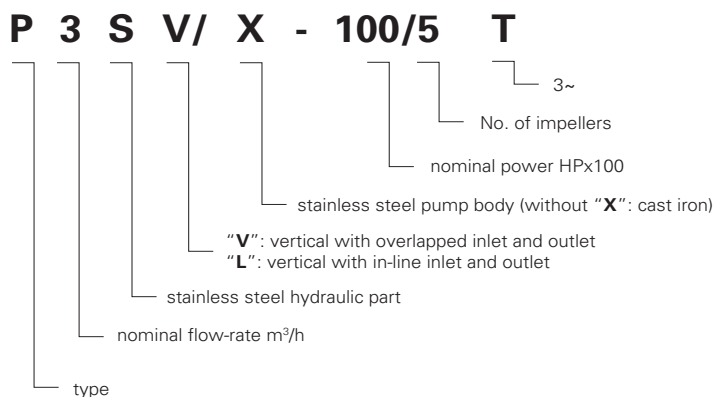 P 3 S V/ X - 100/5 T
3~
No. of impellers
nominal power HPx100
stainless steel pump body (without “X”: cast iron)
“V”: vertical with overlapped inlet and outlet
“L”: vertical with in-line inlet and outlet
stainless steel hydraulic part
nominal flow-rate m³/h
type